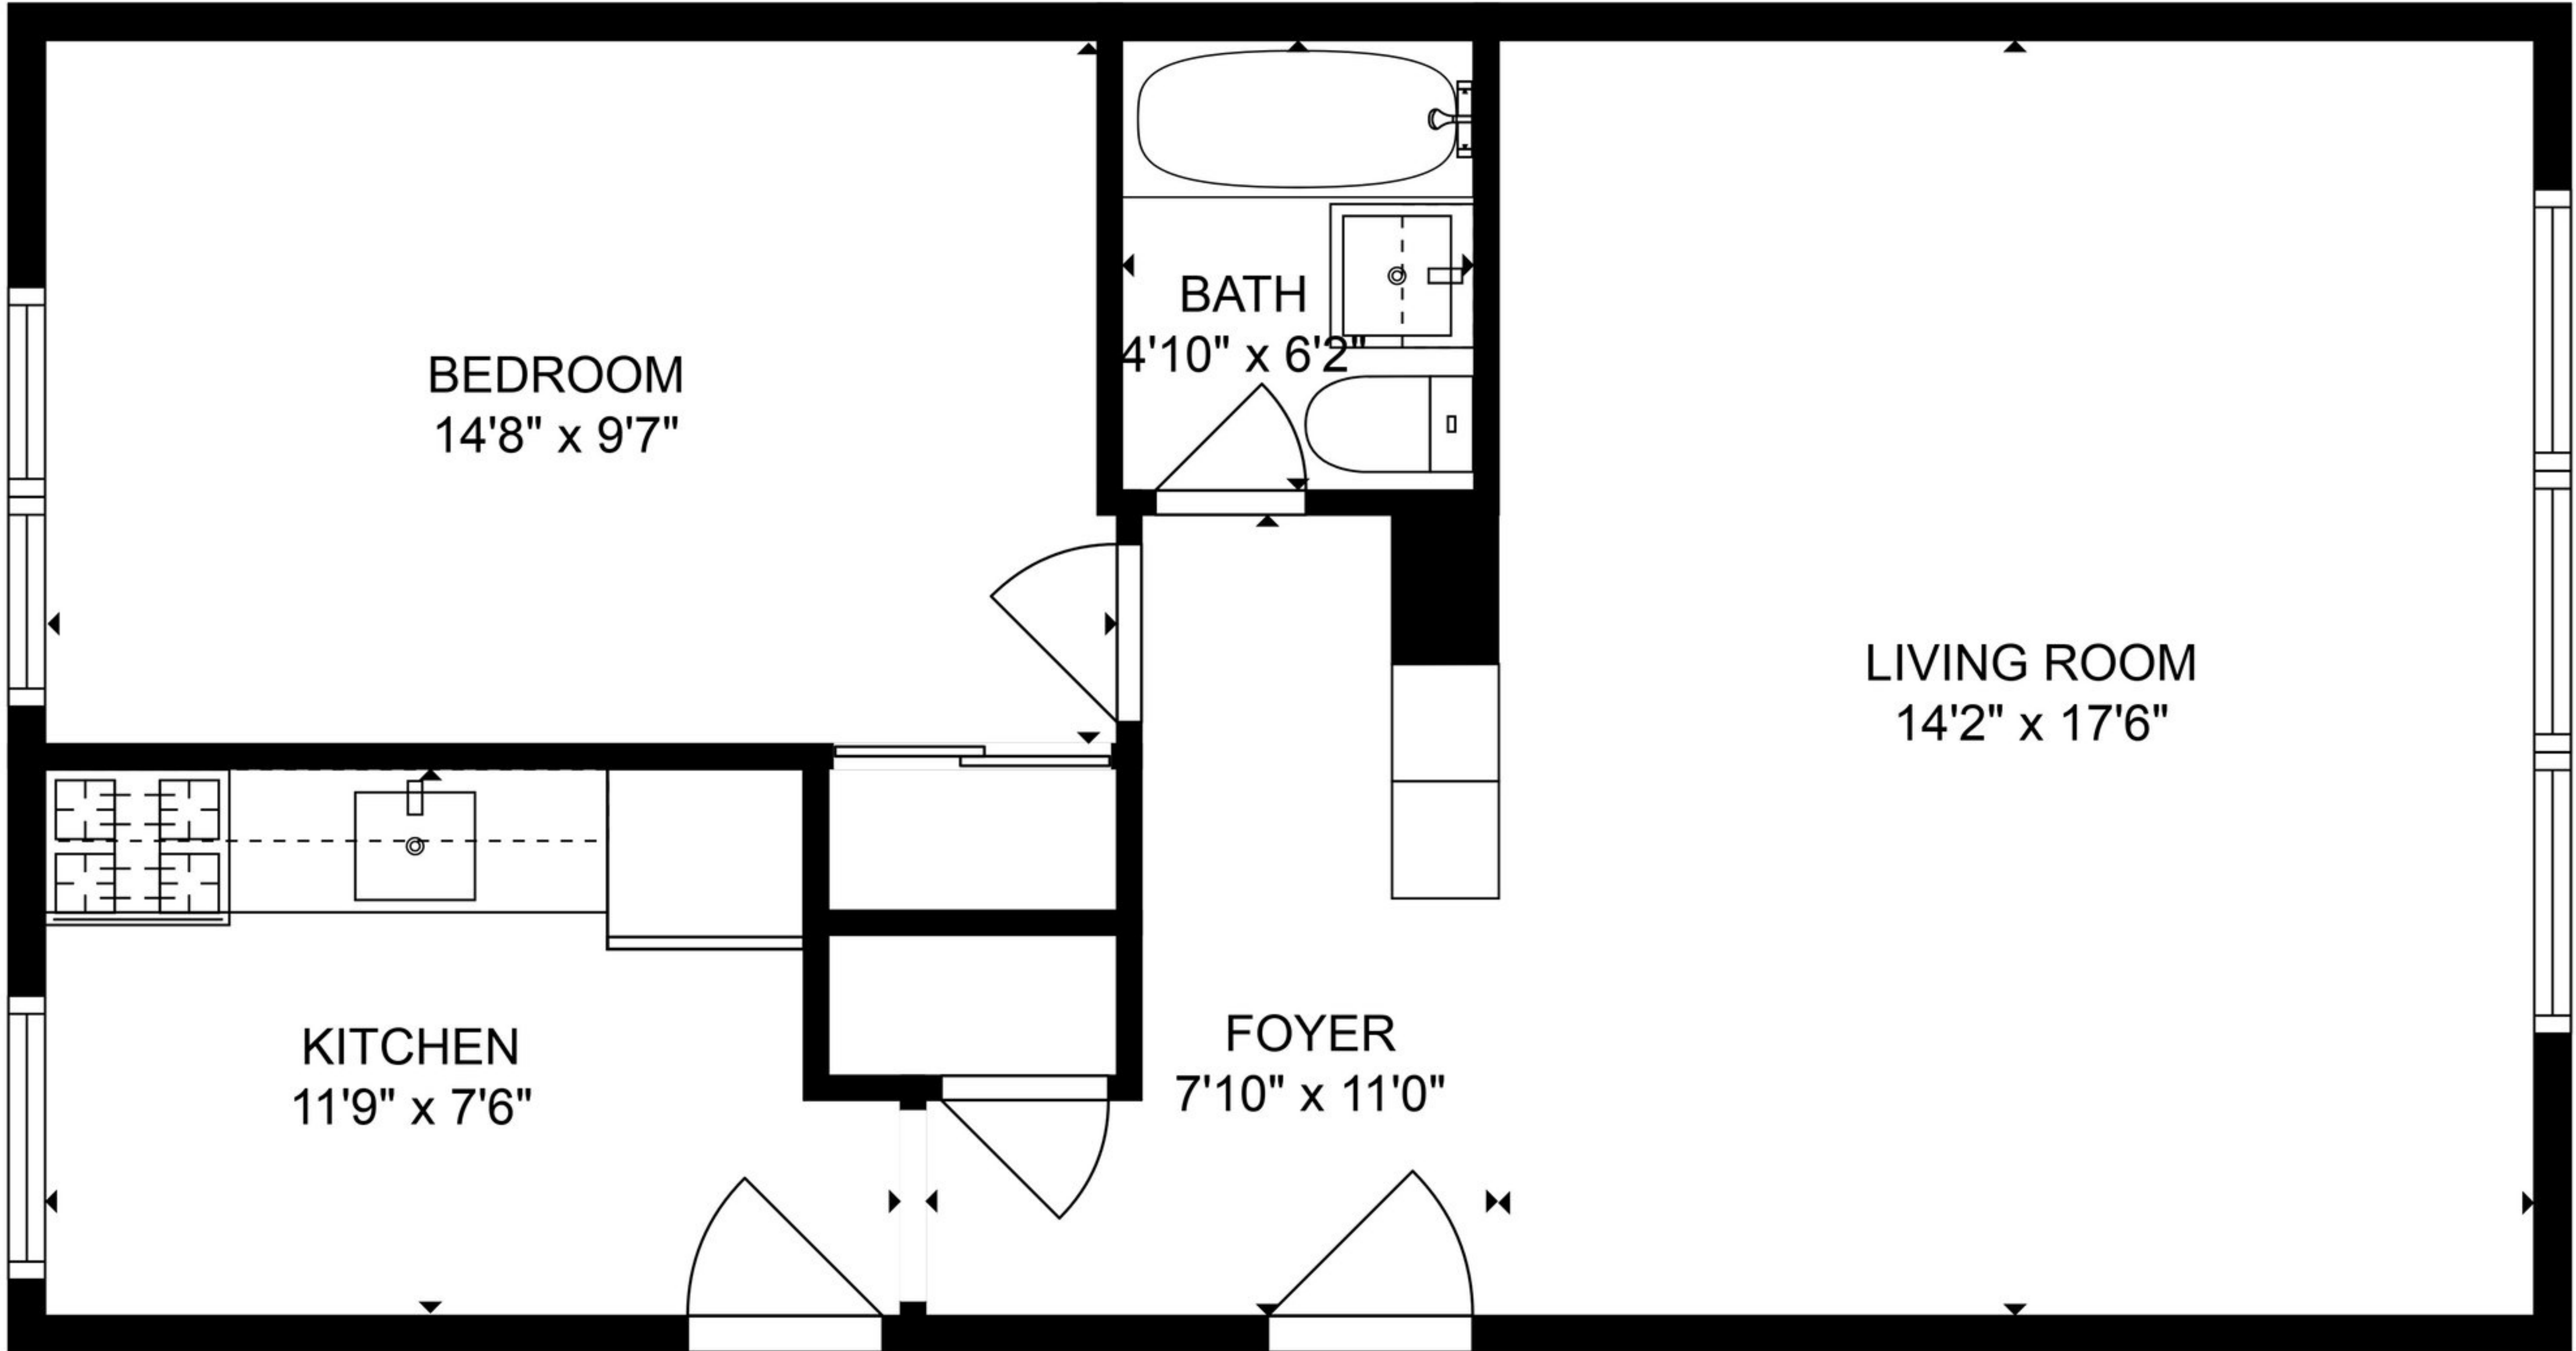 BATH
4'10" x 6'2"
BEDROOM
14'8" x 9'7"
LIVING ROOM
14'2" x 17'6"
KITCHEN
11'9" x 7'6"
FOYER
7'10" x 11'0"